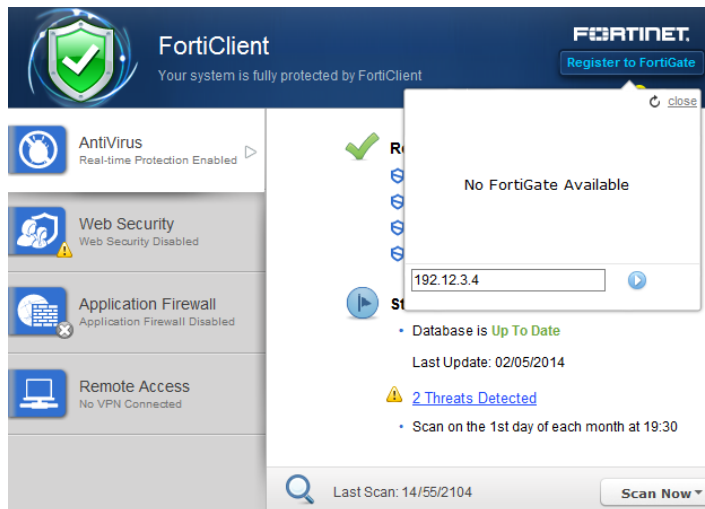 FortiClient
Your system is fully protected by FortiClient
FORTINET.
Register to FortiGate
close
No FortiGate Available
192.12.3.4
AntiVirus
Real-time Protection Enabled
Web Security
Web Security Disabled
Application Firewall
Application Firewall Disabled
Remote Access
No VPN Connected
Database is Up To Date
Last Update: 02/05/2014
2 Threats Detected
Scan on the 1st day of each month at 19:30
Last Scan: 14/55/2104
Scan Now